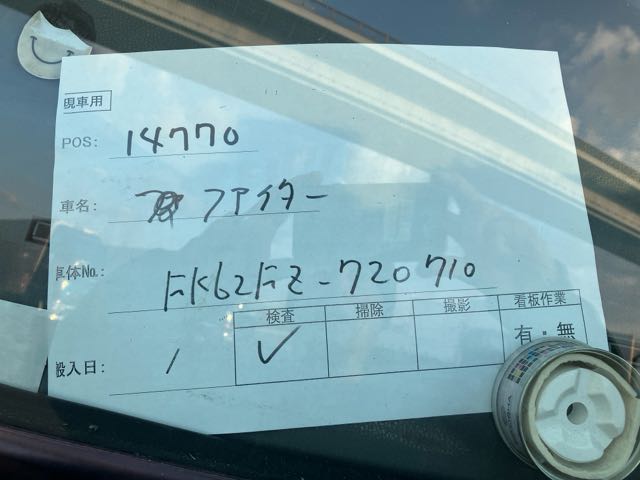 現車用
POS: 14770
車名: ファイター
車体No.: FK62FZ-720710
検査 掃除 撮影 看板作業
搬入日: / ✓ 有・無